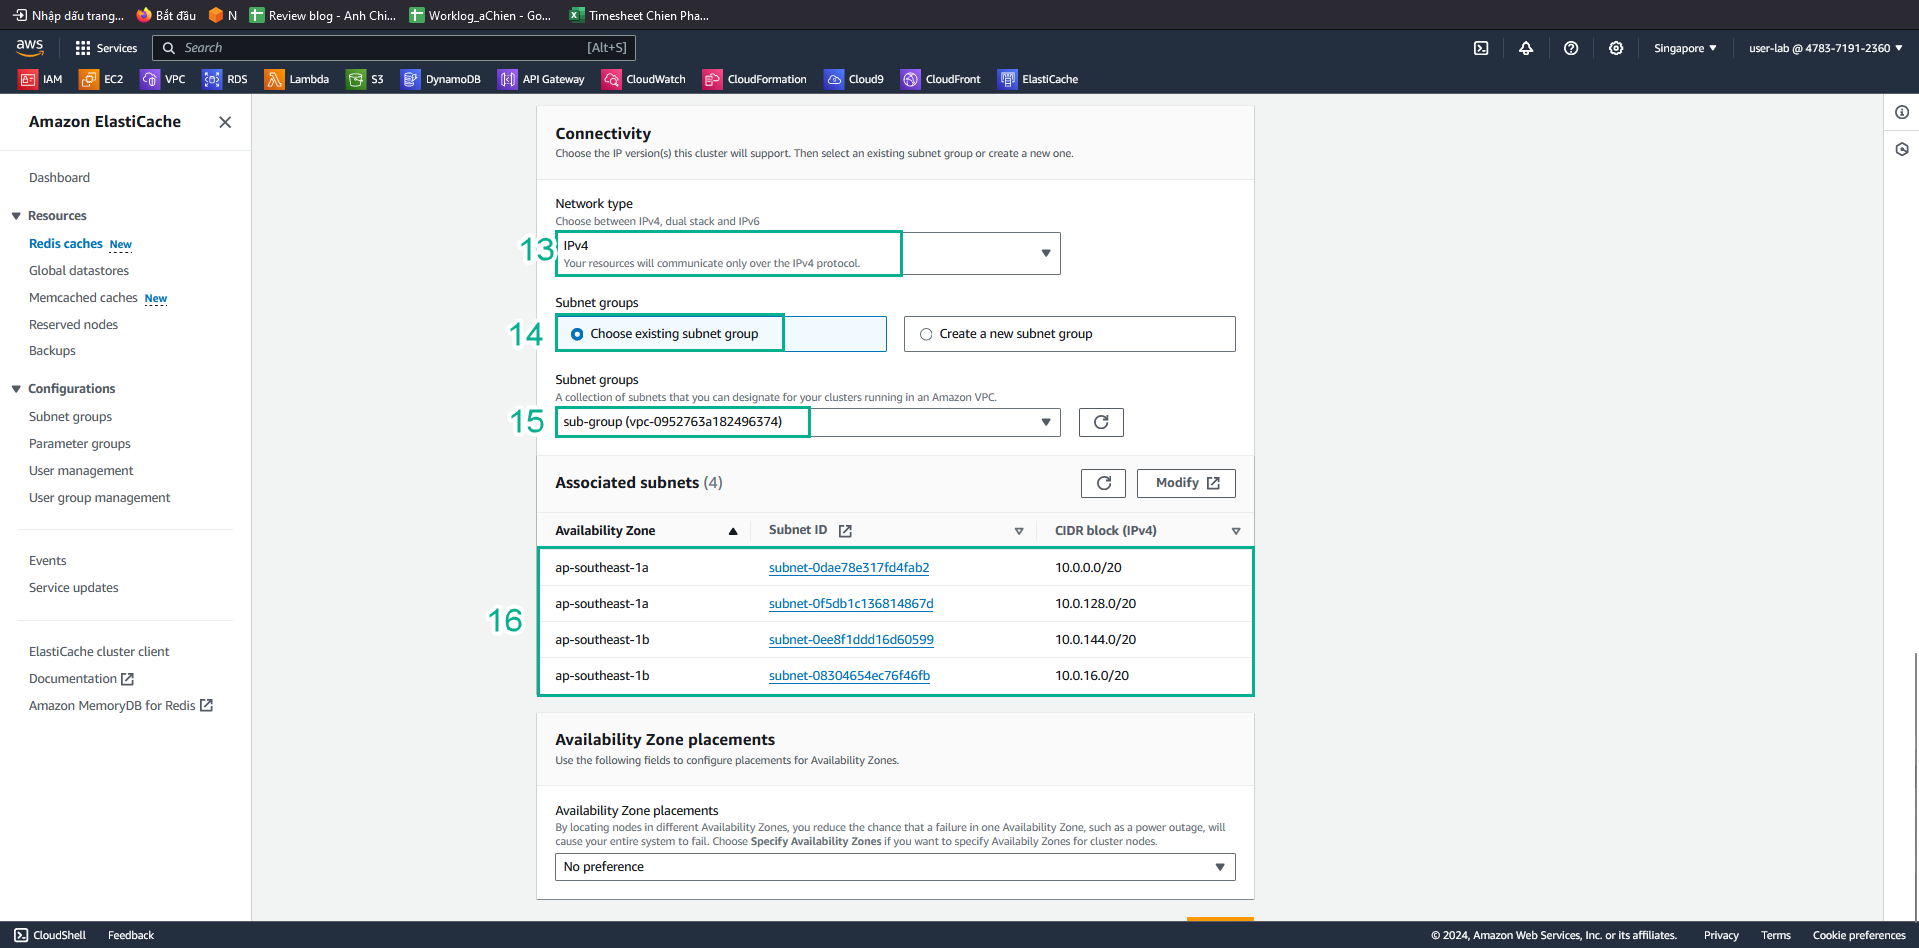 Nhập dấu trang...
Bắt đầu
N
Review blog - Anh Chi...
Worklog_aChien - Go...
Timesheet Chien Pha...
aws
Services
Search
[Alt+S]
Singapore
user-lab @ 4783-7191-2360
IAM
EC2
VPC
RDS
Lambda
S3
DynamoDB
API Gateway
CloudWatch
CloudFormation
Cloud9
CloudFront
ElastiCache
Amazon ElastiCache
Dashboard
Resources
Redis caches New
Global datastores
Memcached caches New
Reserved nodes
Backups
Configurations
Subnet groups
Parameter groups
User management
User group management
Events
Service updates
ElastiCache cluster client
Documentation
Amazon MemoryDB for Redis
Connectivity
Choose the IP version(s) this cluster will support. Then select an existing subnet group or create a new one.
Network type
Choose between IPv4, dual stack and IPv6
13
IPv4
Your resources will communicate only over the IPv4 protocol.
Subnet groups
14
Choose existing subnet group
Create a new subnet group
Subnet groups
A collection of subnets that you can designate for your clusters running in an Amazon VPC.
15
sub-group (vpc-0952763a182496374)
Associated subnets (4)
Modify
Availability Zone
Subnet ID
CIDR block (IPv4)
16
ap-southeast-1a subnet-0dae78e317fd4fab2 10.0.0.0/20
ap-southeast-1a subnet-0f5db1c136814867d 10.0.128.0/20
ap-southeast-1b subnet-0ee8f1ddd16d60599 10.0.144.0/20
ap-southeast-1b subnet-08304654ec76f46fb 10.0.16.0/20
Availability Zone placements
Use the following fields to configure placements for Availability Zones.
Availability Zone placements
By locating nodes in different Availability Zones, you reduce the chance that a failure in one Availability Zone, such as a power outage, will
cause your entire system to fail. Choose Specify Availability Zones if you want to specify Availabily Zones for cluster nodes.
No preference
CloudShell
Feedback
© 2024, Amazon Web Services, Inc. or its affiliates.
Privacy
Terms
Cookie preferences